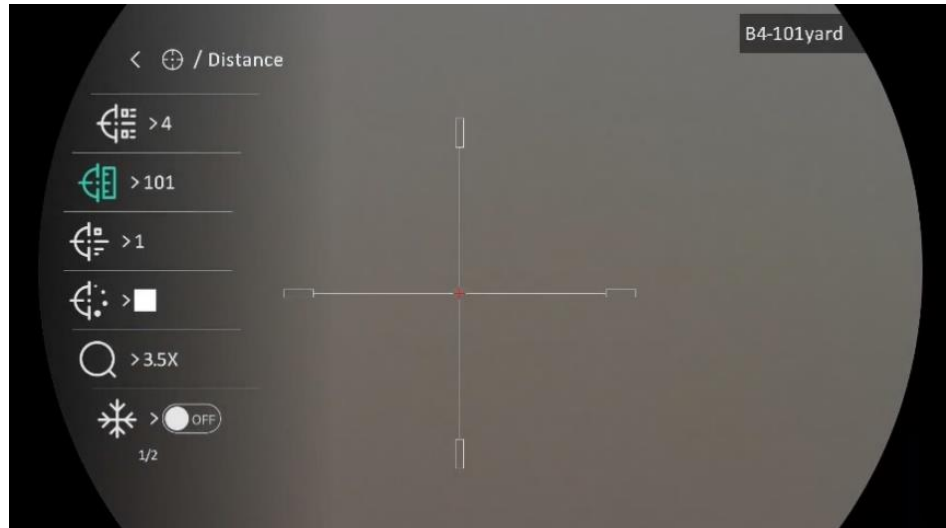 B4-101yard
< / Distance
>4
>101
>1
>
>3.5X
> OFF
1/2